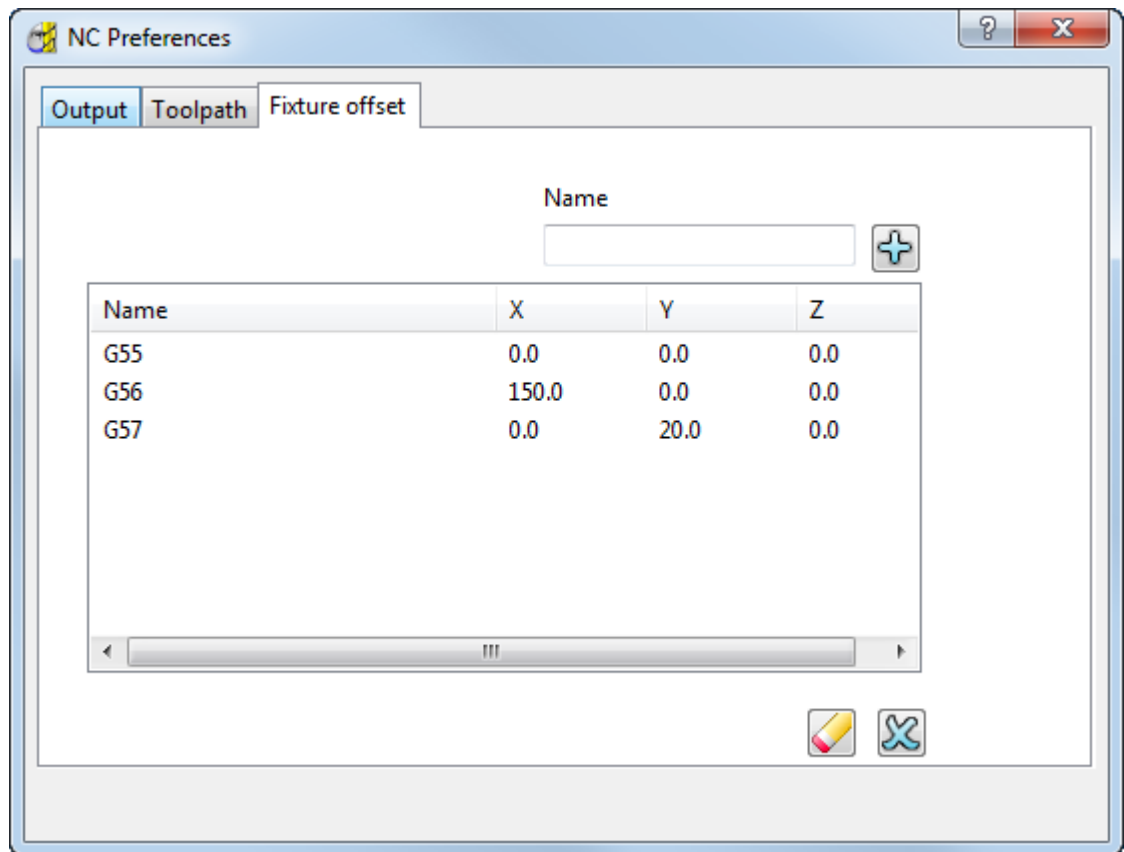 NC Preferences
Output Toolpath Fixture offset
Name
Name X Y Z
G55 0.0 0.0 0.0
G56 150.0 0.0 0.0
G57 0.0 20.0 0.0